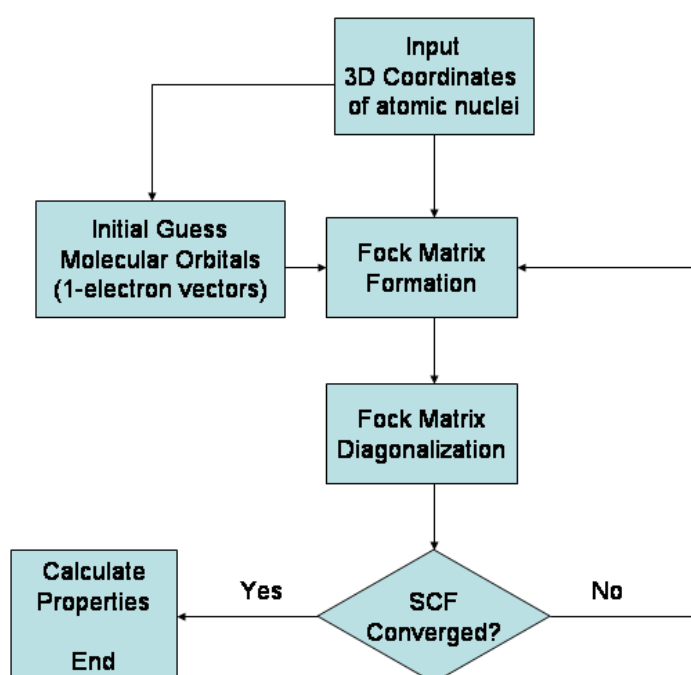 Input
3D Coordinates
of atomic nuclei
Initial Guess
Molecular Orbitals
(1-electron vectors)
Fock Matrix
Formation
Fock Matrix
Diagonalization
SCF
Converged?
Yes
No
Calculate
Properties
End